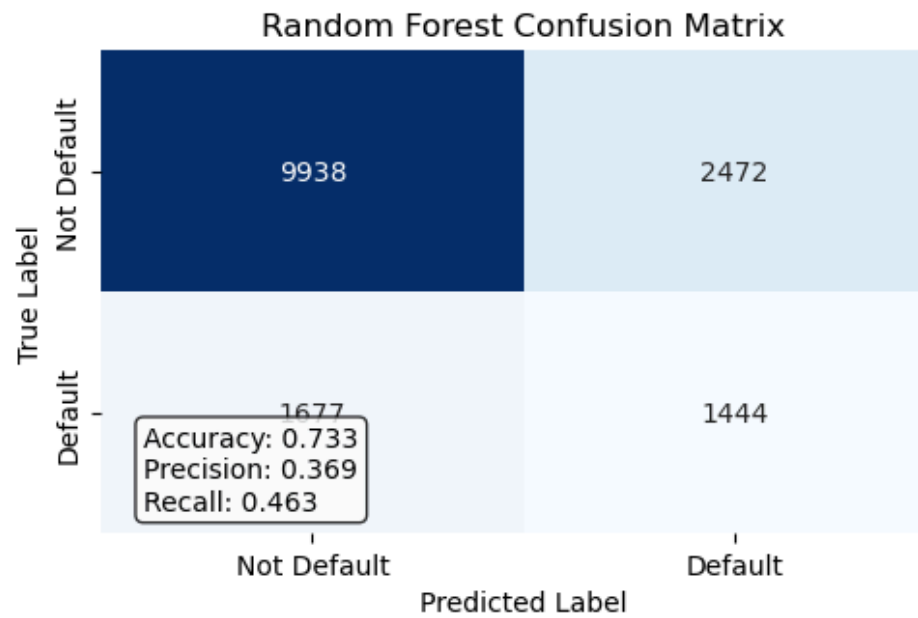 Random Forest Confusion Matrix
True Label
Not Default
9938
2472
Default
1677
1444
Accuracy: 0.733
Precision: 0.369
Recall: 0.463
Not Default
Default
Predicted Label